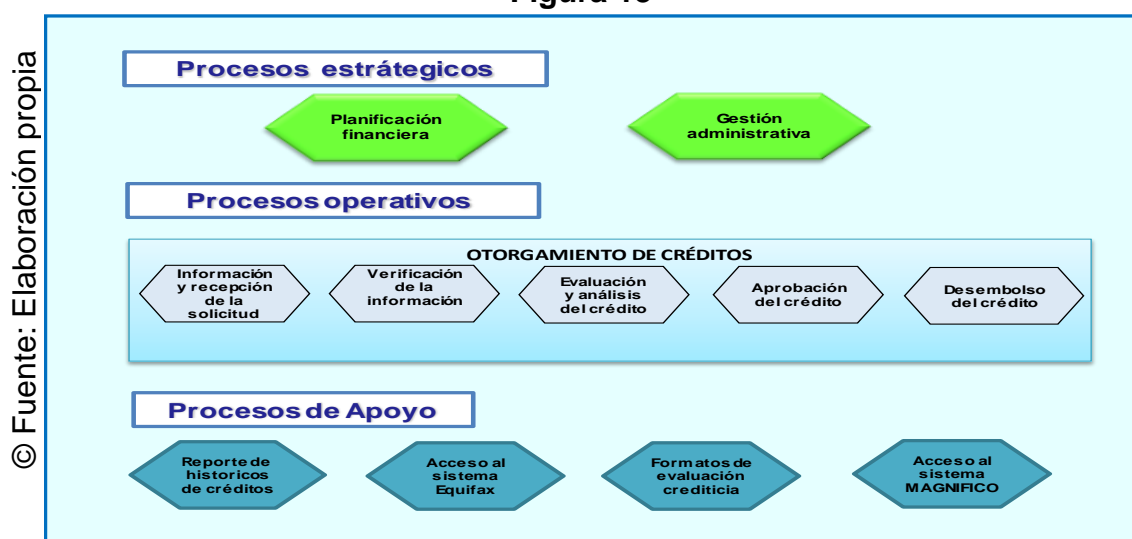 © Fuente: Elaboración propia
Procesos estrátegicos
Planificación
financiera
Gestión
administrativa
Procesos operativos
OTORGAMIENTO DE CRÉDITOS
Información
y recepción
de la
solicitud
Verificación
de la
información
Evaluación
y análisis
del crédito
Aprobación
del crédito
Desembolso
del crédito
Procesos de Apoyo
Reporte de
historicos
de créditos
Acceso al
sistema
Equifax
Formatos de
evaluación
crediticia
Acceso al
sistema
MAGNIFICO